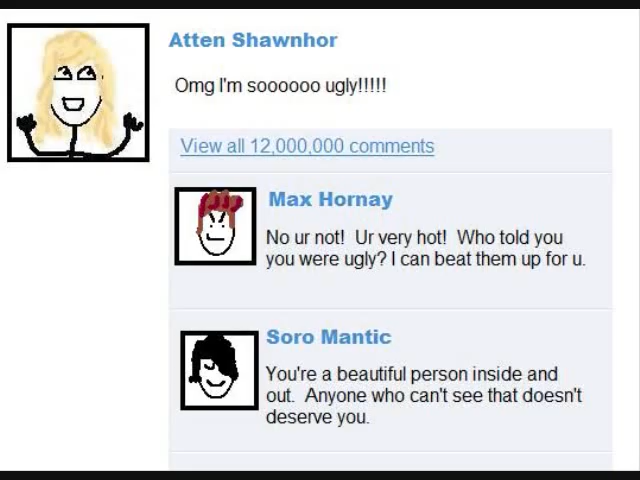 Atten Shawnhor
Omg I'm soooooo ugly!!!!!
View all 12,000,000 comments
Max Hornay
No ur not!  Ur very hot!  Who told you
you were ugly? I can beat them up for u.
Soro Mantic
You're a beautiful person inside and
out.  Anyone who can't see that doesn't
deserve you.